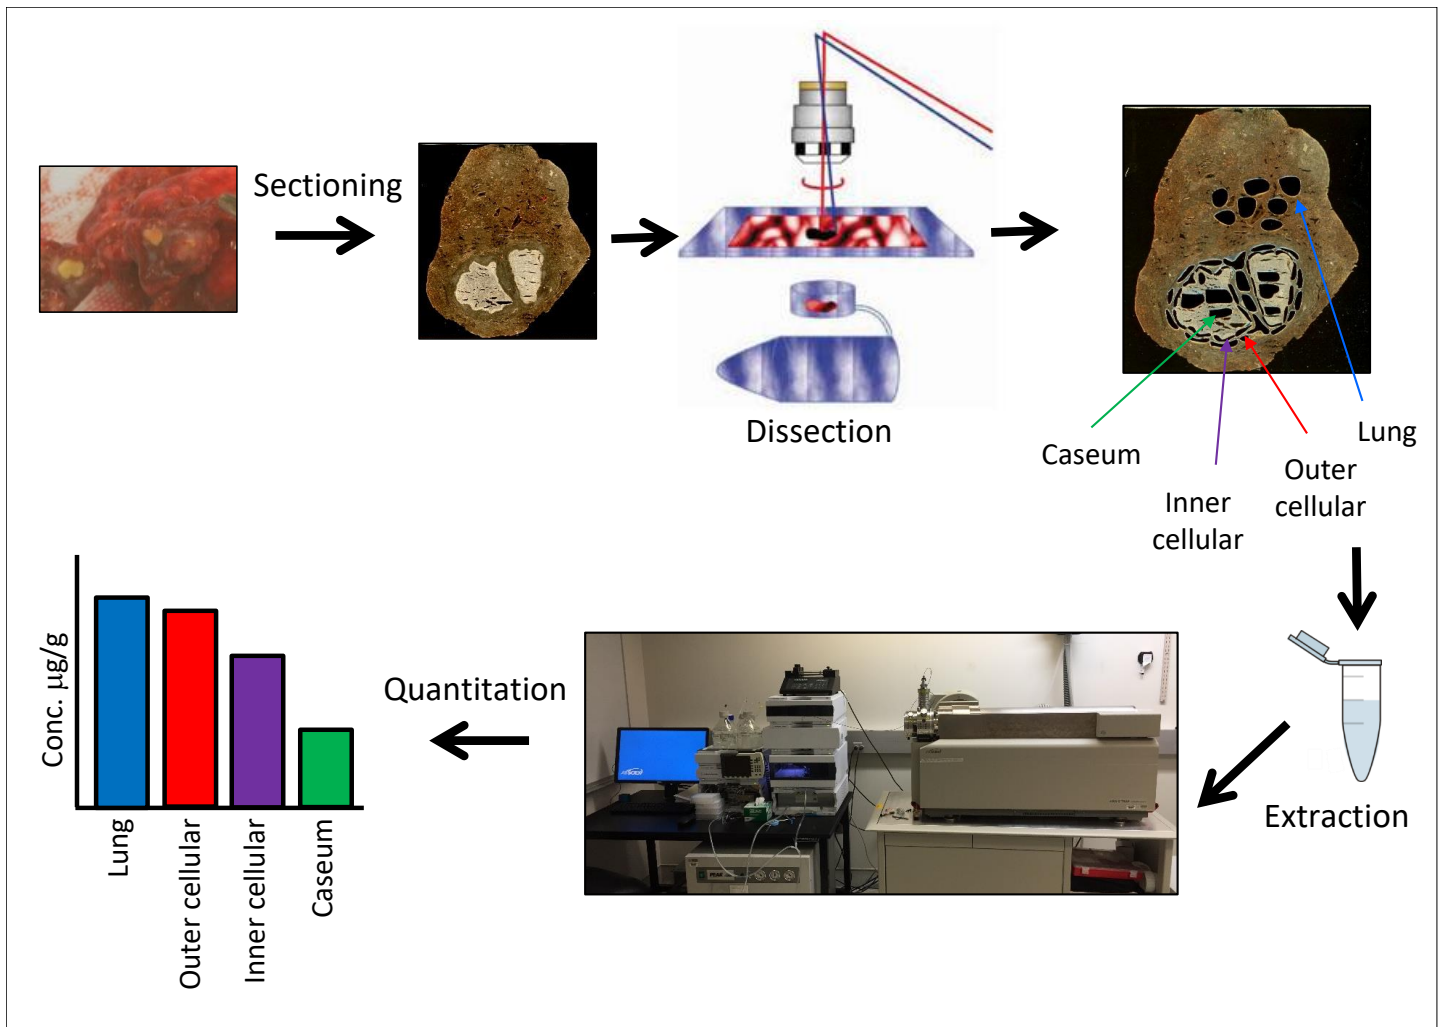 Sectioning
Dissection
Caseum
Inner
cellular
Outer
cellular
Lung
Extraction
Quantitation
Conc. µg/g
Lung
Outer cellular
Inner cellular
Caseum